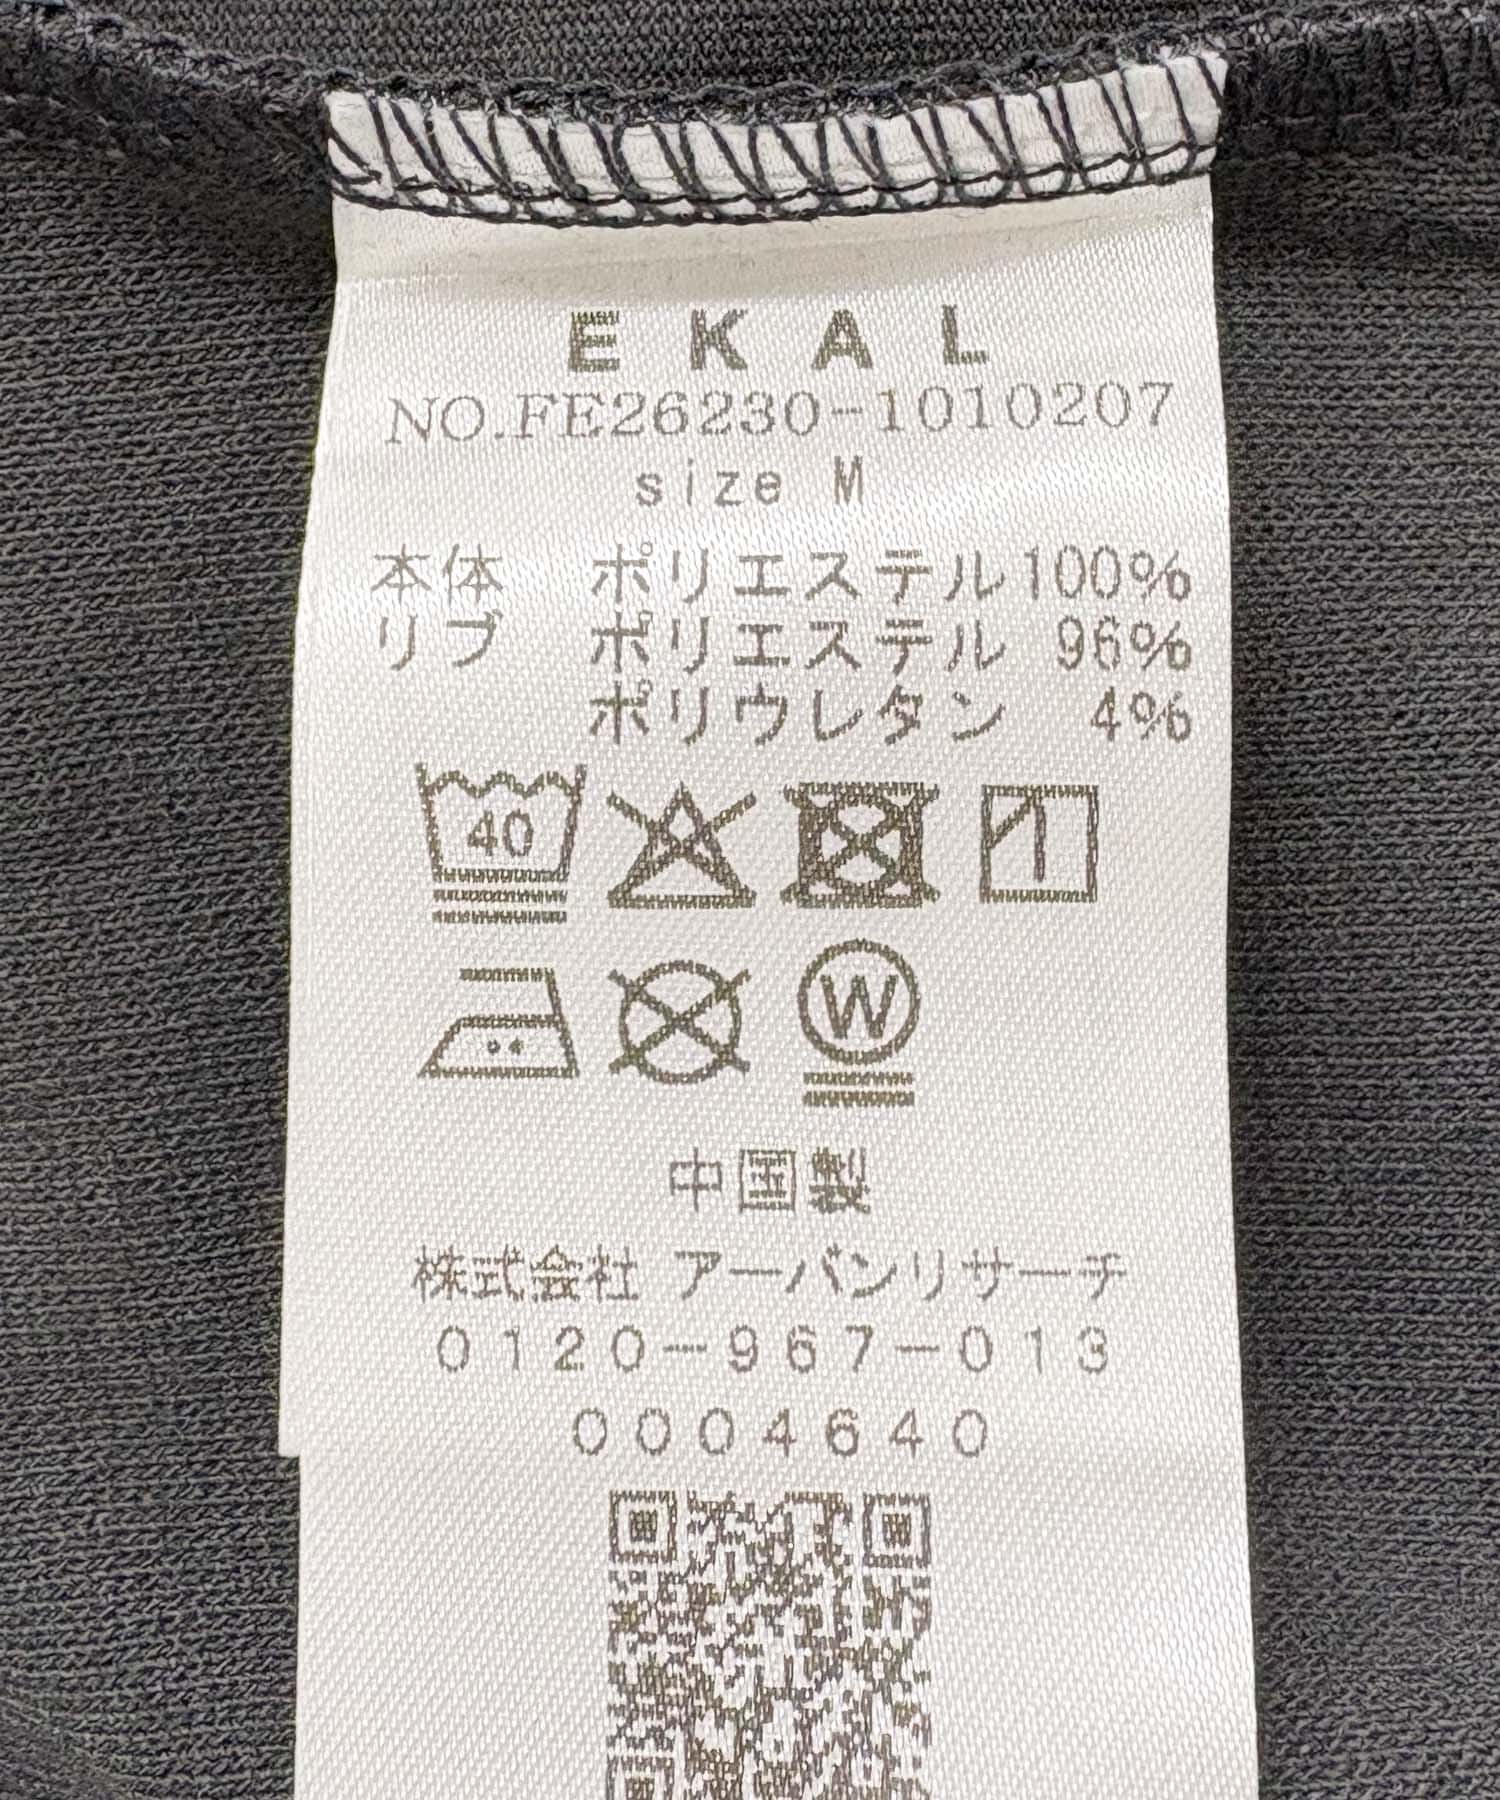 EKAL
NO.FE26230-1010207
size M
本体 ポリエステル100%
リブ ポリエステル 96%
ポリウレタン 4%
40
W
中国製
株式会社 アーバンリサーチ
0120-967-013
0004640